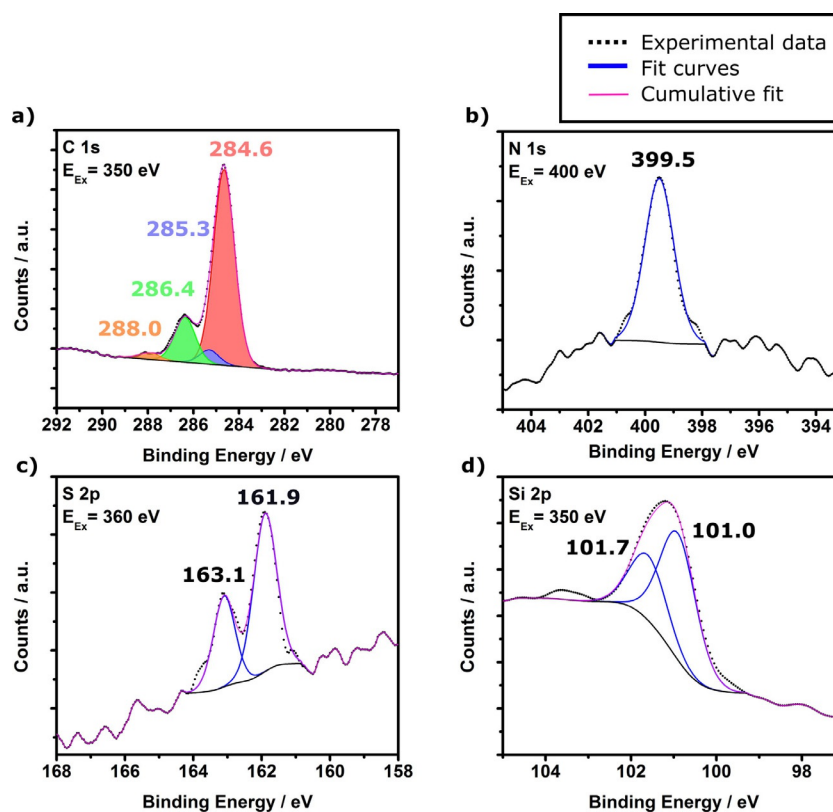 Experimental data
Fit curves
Cumulative fit
a)
C 1s
E_Ex = 350 eV
284.6
285.3
286.4
288.0
Counts / a.u.
292 290 288 286 284 282 280 278
Binding Energy / eV
b)
N 1s
E_Ex = 400 eV
399.5
Counts / a.u.
404 402 400 398 396 394
Binding Energy / eV
c)
S 2p
E_Ex = 360 eV
161.9
163.1
Counts / a.u.
168 166 164 162 160 158
Binding Energy / eV
d)
Si 2p
E_Ex = 350 eV
101.0
101.7
Counts / a.u.
104 102 100 98
Binding Energy / eV